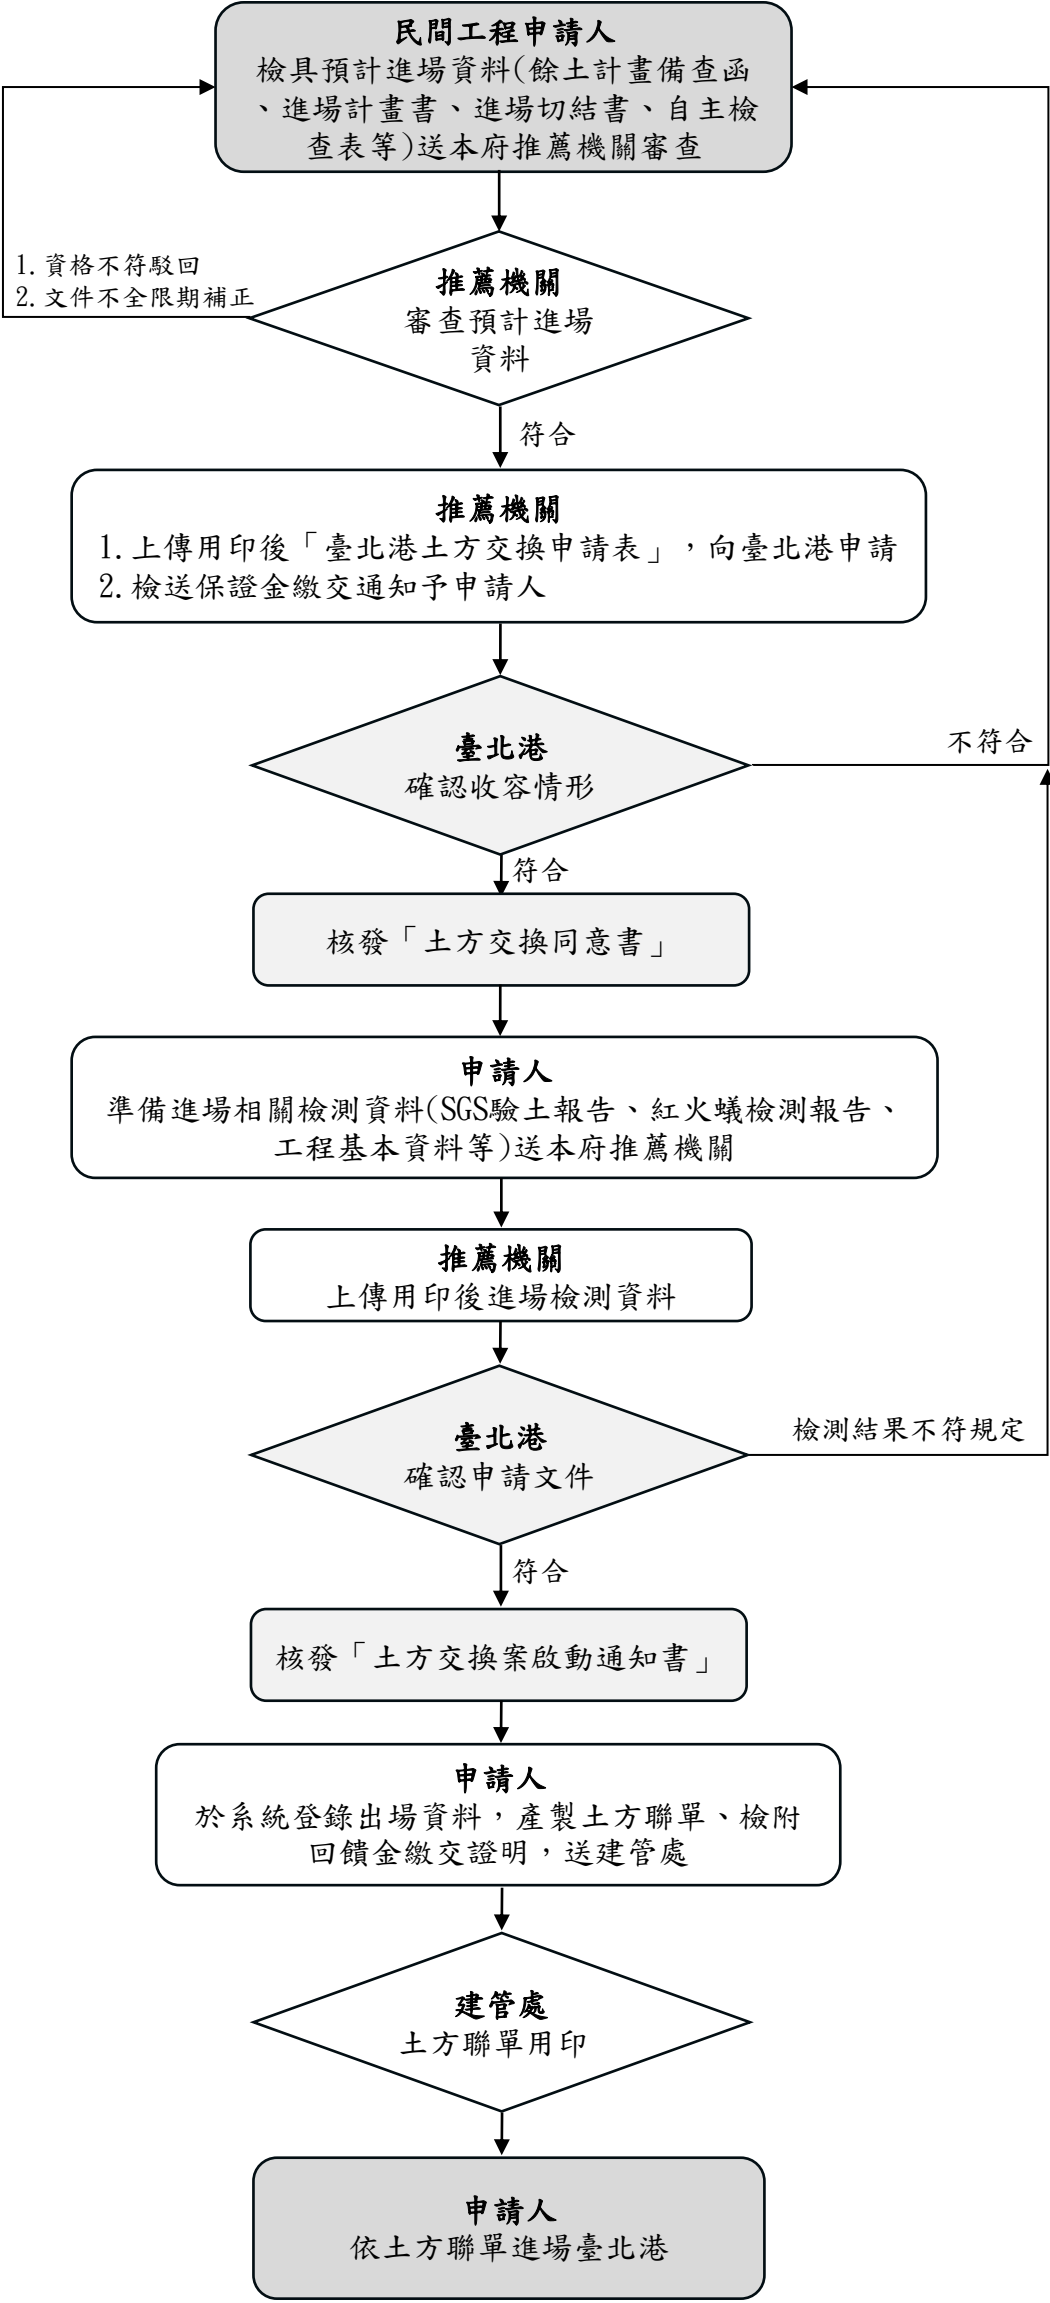 民間工程申請人
檢具預計進場資料(餘土計畫備查函
、進場計畫書、進場切結書、自主檢
查表等)送本府推薦機關審查
1.資格不符駁回
2.文件不全限期補正
推薦機關
審查預計進場
資料
符合
推薦機關
1.上傳用印後「臺北港土方交換申請表」，向臺北港申請
2.檢送保證金繳交通知予申請人
臺北港
確認收容情形
不符合
符合
核發「土方交換同意書」
申請人
準備進場相關檢測資料(SGS驗土報告、紅火蟻檢測報告、
工程基本資料等)送本府推薦機關
推薦機關
上傳用印後進場檢測資料
臺北港
確認申請文件
檢測結果不符規定
符合
核發「土方交換案啟動通知書」
申請人
於系統登錄出場資料，產製土方聯單、檢附
回饋金繳交證明，送建管處
建管處
土方聯單用印
申請人
依土方聯單進場臺北港